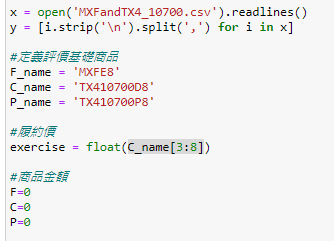 x = open('MXFandTX4_10700.csv').readlines()
y = [i.strip('\n').split(',') for i in x]
#定義評價基礎商品
F_name = 'MXFE8'
C_name = 'TX410700D8'
P_name = 'TX410700P8'
#履約價
exercise = float(C_name[3:8])
#商品金額
F=0
C=0
P=0